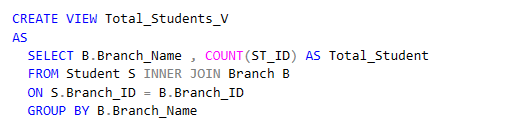 CREATE VIEW Total_Students_V
AS
SELECT B.Branch_Name , COUNT(ST_ID) AS Total_Student
FROM Student S INNER JOIN Branch B
ON S.Branch_ID = B.Branch_ID
GROUP BY B.Branch_Name